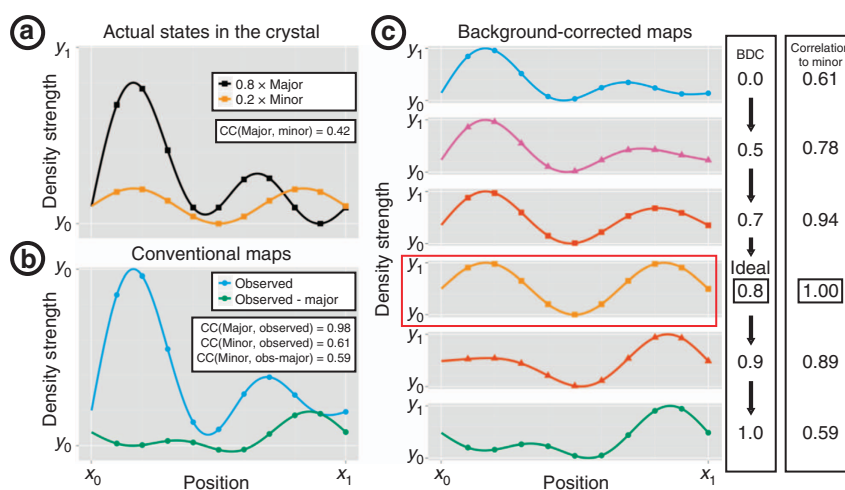 a
Actual states in the crystal
y1
0.8 × Major
0.2 × Minor
CC(Major, minor) = 0.42
Density strength
y0
b
Conventional maps
y0
Observed
Observed - major
CC(Major, observed) = 0.98
CC(Minor, observed) = 0.61
CC(Minor, obs-major) = 0.59
Density strength
y0
x0
Position
x1
c
Background-corrected maps
Density strength
y1
y0
y1
y0
y1
y0
y1
y0
y1
y0
y1
y0
x0
Position
x1
BDC
0.0
0.5
0.7
Ideal
0.8
0.9
1.0
Correlation
to minor
0.61
0.78
0.94
1.00
0.89
0.59